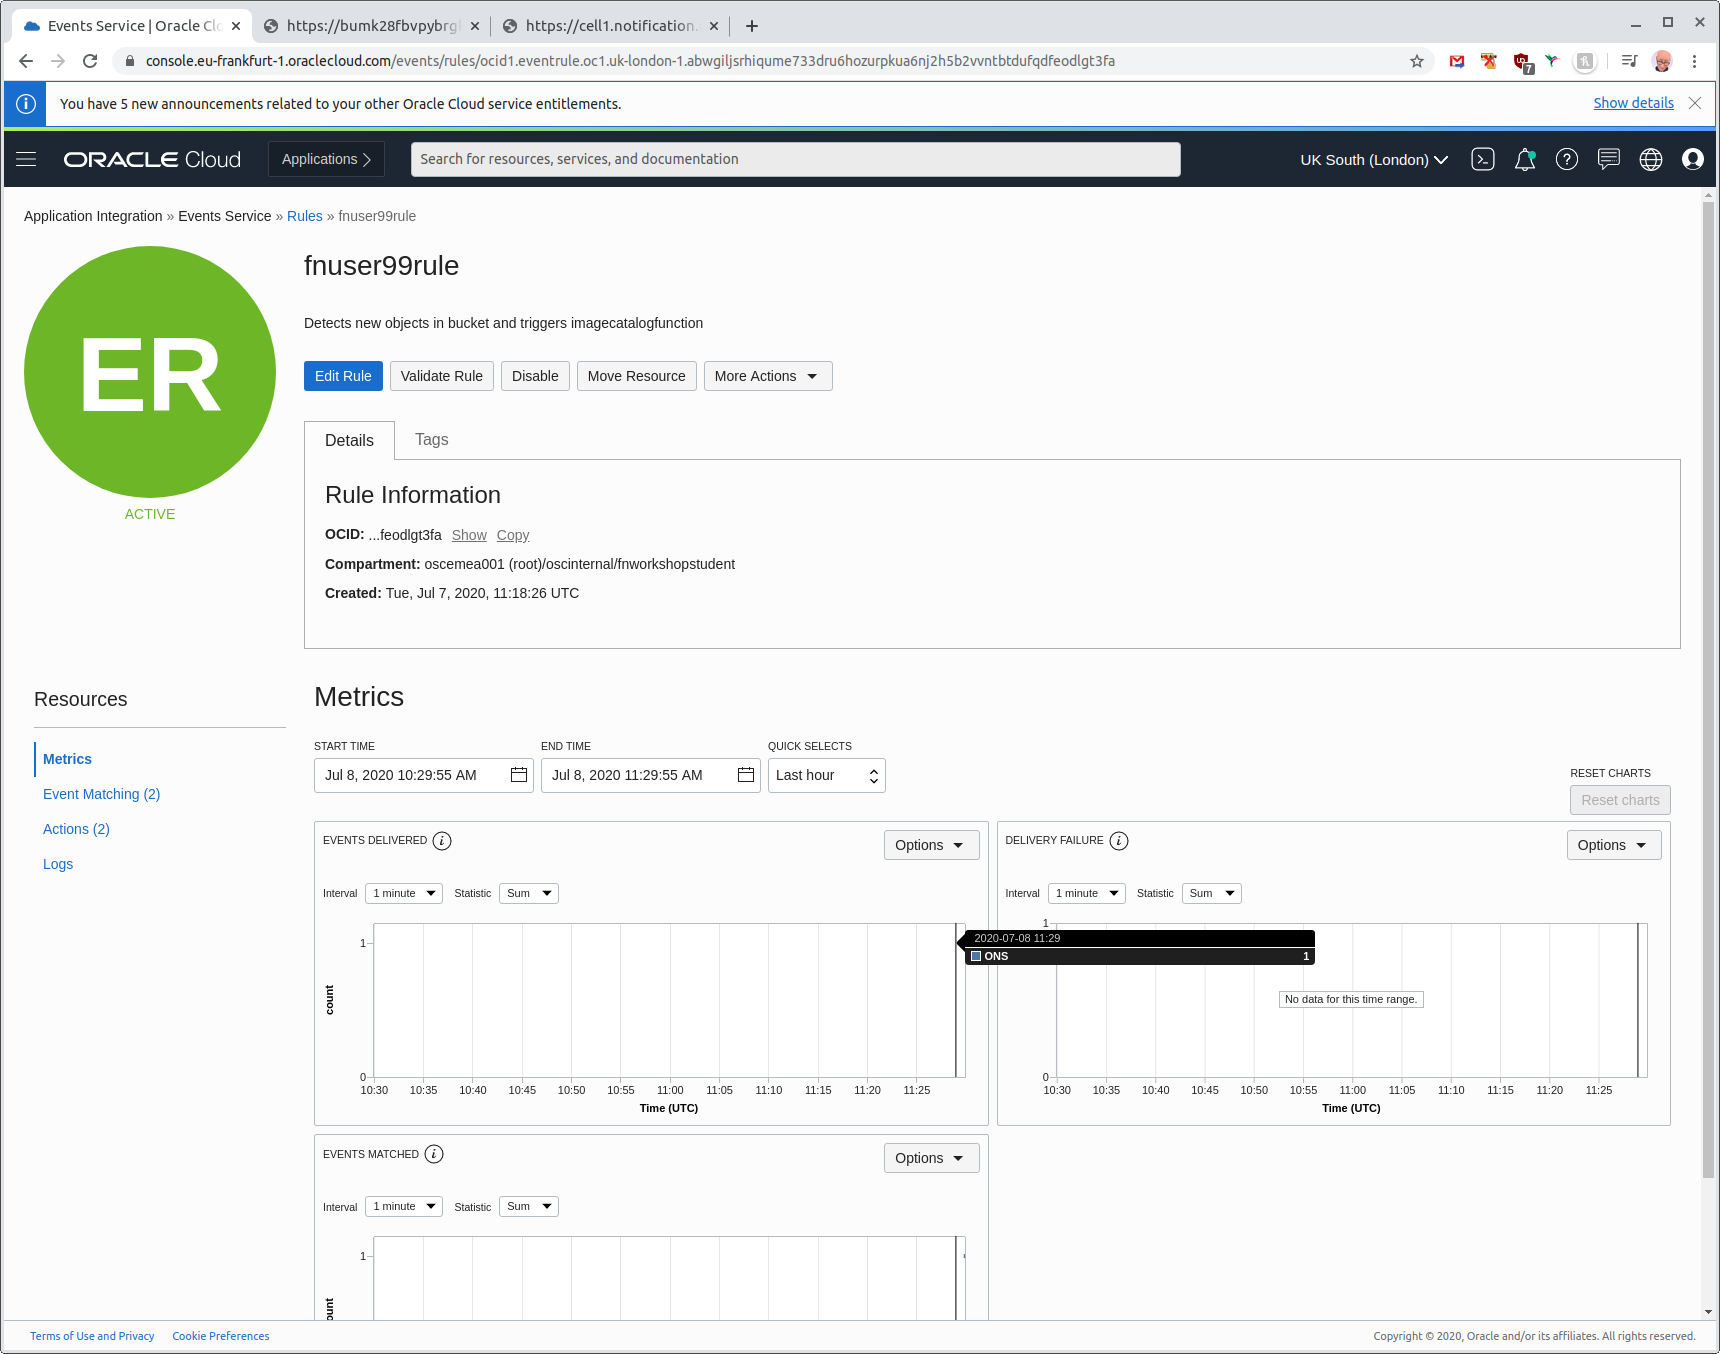 Events Service | Oracle Clo
https://bumk28fbvpybrgl
https://cell1.notification.
console.eu-frankfurt-1.oraclecloud.com/events/rules/ocid1.eventrule.oc1.uk-london-1.abwgiljsrhiqume733dru6hozurpkua6nj2h5b2vvntbtdufqdfeodlgt3fa
7
You have 5 new announcements related to your other Oracle Cloud service entitlements.
Show details
ORACLE Cloud
Applications
Search for resources, services, and documentation
UK South (London)
Application Integration » Events Service » Rules » fnuser99rule
ER
ACTIVE
fnuser99rule
Detects new objects in bucket and triggers imagecatalogfunction
Edit Rule
Validate Rule
Disable
Move Resource
More Actions
Details
Tags
Rule Information
OCID: ...feodlgt3fa Show Copy
Compartment: oscemea001 (root)/oscinternal/fnworkshopstudent
Created: Tue, Jul 7, 2020, 11:18:26 UTC
Resources
Metrics
Event Matching (2)
Actions (2)
Logs
Metrics
START TIME
END TIME
QUICK SELECTS
Jul 8, 2020 10:29:55 AM
Jul 8, 2020 11:29:55 AM
Last hour
RESET CHARTS
Reset charts
EVENTS DELIVERED
Options
Interval
1 minute
Statistic
Sum
1
count
0
10:30 10:35 10:40 10:45 10:50 10:55 11:00 11:05 11:10 11:15 11:20 11:25
Time (UTC)
2020-07-08 11:29
ONS 1
DELIVERY FAILURE
Options
Interval
1 minute
Statistic
Sum
1
No data for this time range.
0
10:30 10:35 10:40 10:45 10:50 10:55 11:00 11:05 11:10 11:15 11:20 11:25
Time (UTC)
EVENTS MATCHED
Options
Interval
1 minute
Statistic
Sum
1
ount
Terms of Use and Privacy
Cookie Preferences
Copyright © 2020, Oracle and/or its affiliates. All rights reserved.